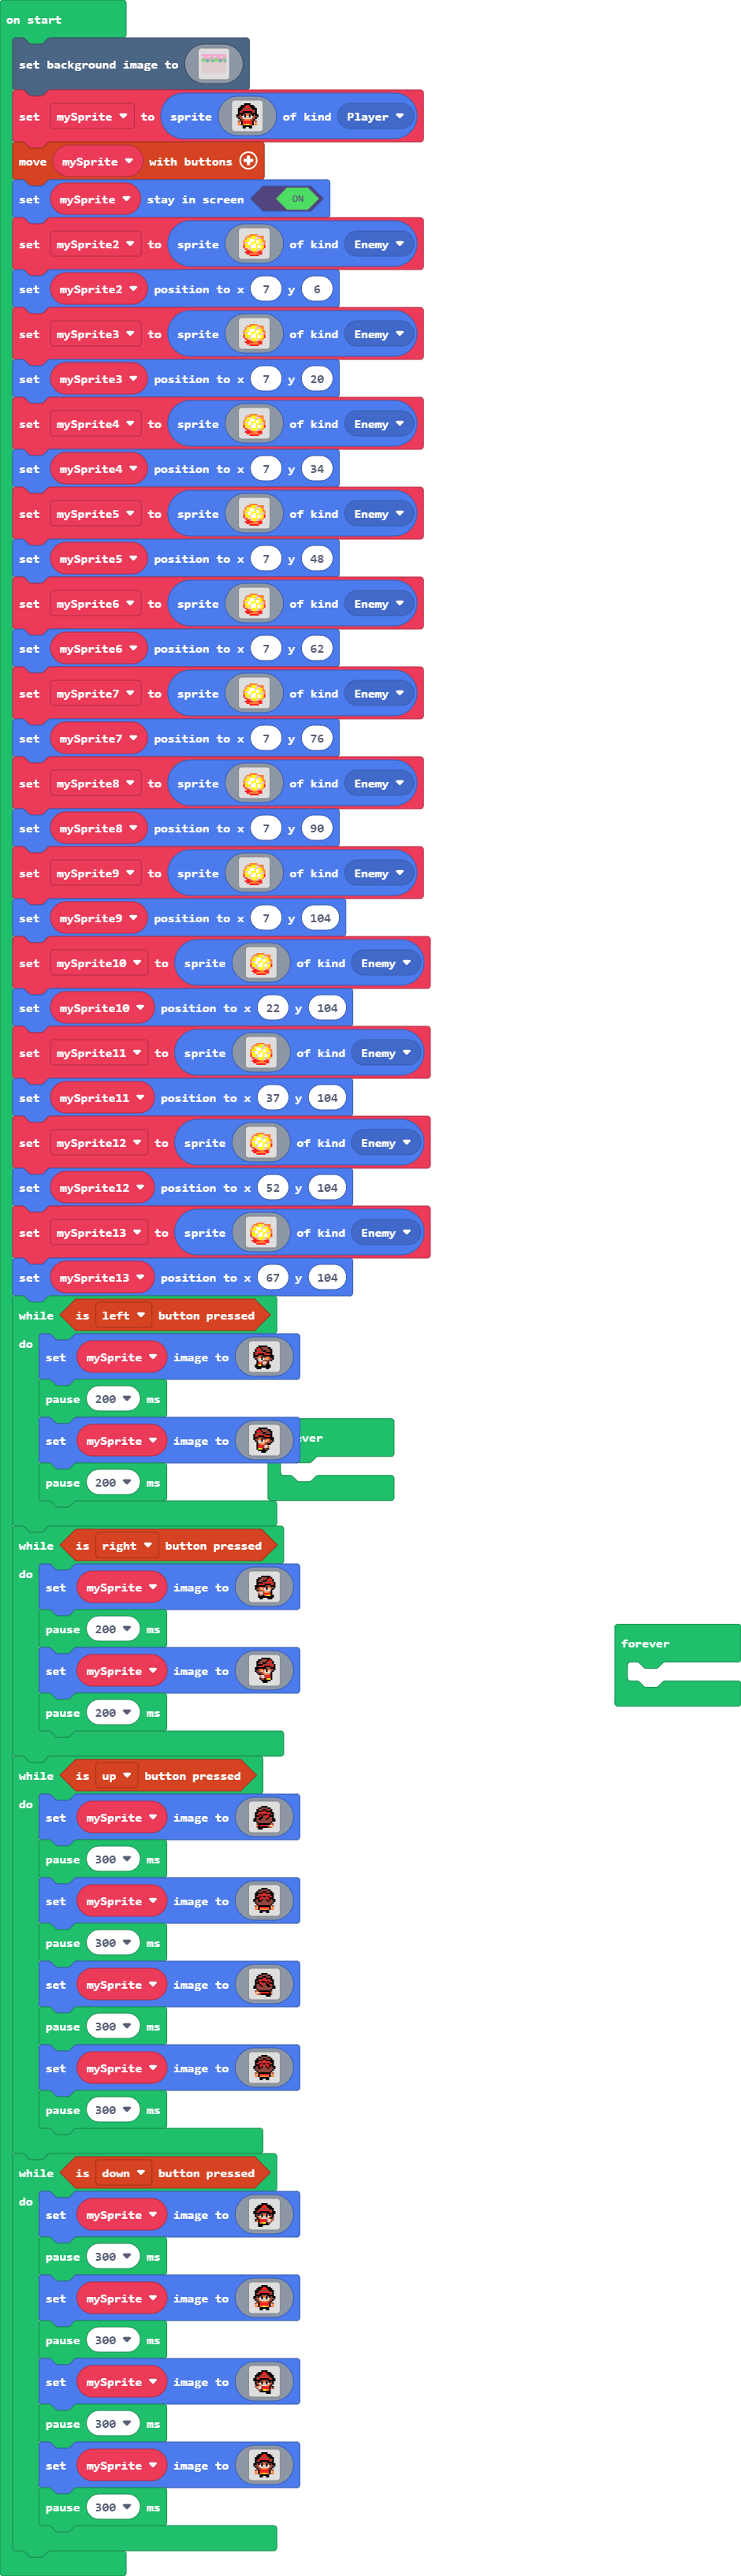 on start
set background image to
set mySprite to sprite of kind Player
move mySprite with buttons
set mySprite stay in screen ON
set mySprite2 to sprite of kind Enemy
set mySprite2 position to x 7 y 6
set mySprite3 to sprite of kind Enemy
set mySprite3 position to x 7 y 20
set mySprite4 to sprite of kind Enemy
set mySprite4 position to x 7 y 34
set mySprite5 to sprite of kind Enemy
set mySprite5 position to x 7 y 48
set mySprite6 to sprite of kind Enemy
set mySprite6 position to x 7 y 62
set mySprite7 to sprite of kind Enemy
set mySprite7 position to x 7 y 76
set mySprite8 to sprite of kind Enemy
set mySprite8 position to x 7 y 90
set mySprite9 to sprite of kind Enemy
set mySprite9 position to x 7 y 104
set mySprite10 to sprite of kind Enemy
set mySprite10 position to x 22 y 104
set mySprite11 to sprite of kind Enemy
set mySprite11 position to x 37 y 104
set mySprite12 to sprite of kind Enemy
set mySprite12 position to x 52 y 104
set mySprite13 to sprite of kind Enemy
set mySprite13 position to x 67 y 104
while is left button pressed
do
set mySprite image to
pause 200 ms
set mySprite image to
ever
pause 200 ms
while is right button pressed
do
set mySprite image to
pause 200 ms
forever
set mySprite image to
pause 200 ms
while is up button pressed
do
set mySprite image to
pause 300 ms
set mySprite image to
pause 300 ms
set mySprite image to
pause 300 ms
set mySprite image to
pause 300 ms
while is down button pressed
do
set mySprite image to
pause 300 ms
set mySprite image to
pause 300 ms
set mySprite image to
pause 300 ms
set mySprite image to
pause 300 ms